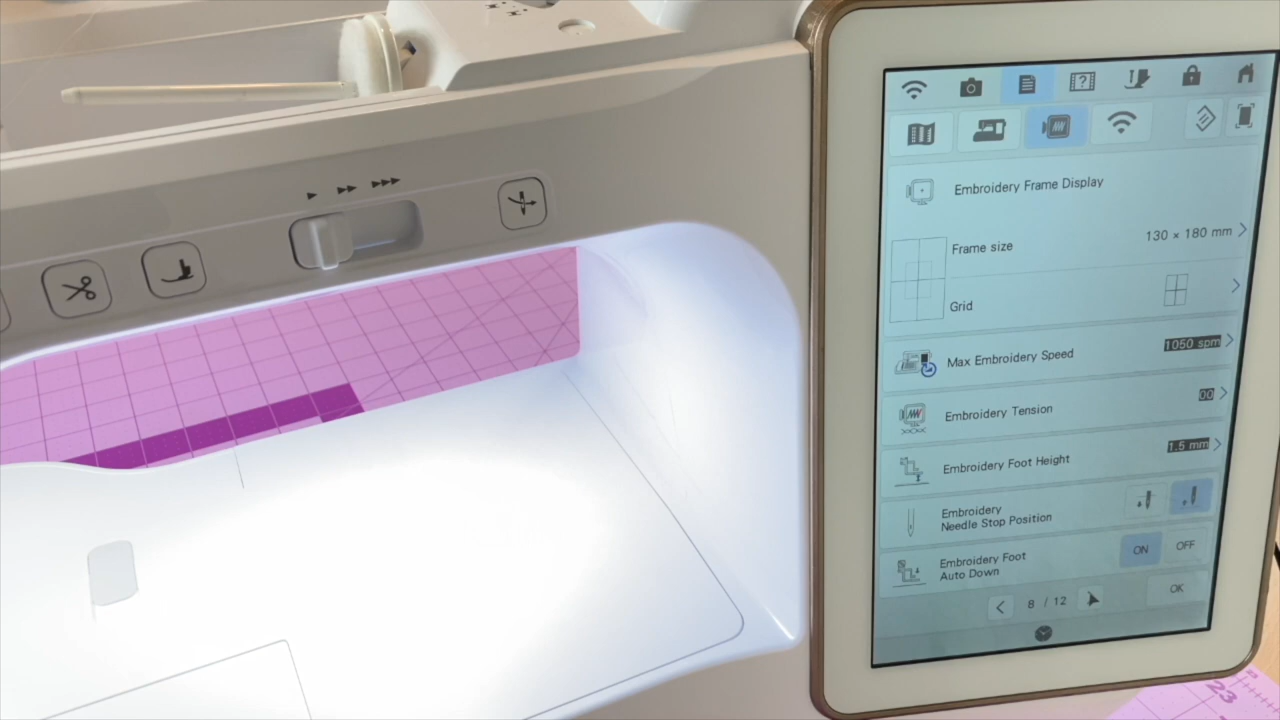 Embroidery Frame Display
Frame size
130 × 180 mm
Grid
Max Embroidery Speed
1050 spm
Embroidery Tension
00
Embroidery Foot Height
1.5 mm
Embroidery
Needle Stop Position
Embroidery Foot
Auto Down
ON
OFF
8 / 12
OK
23